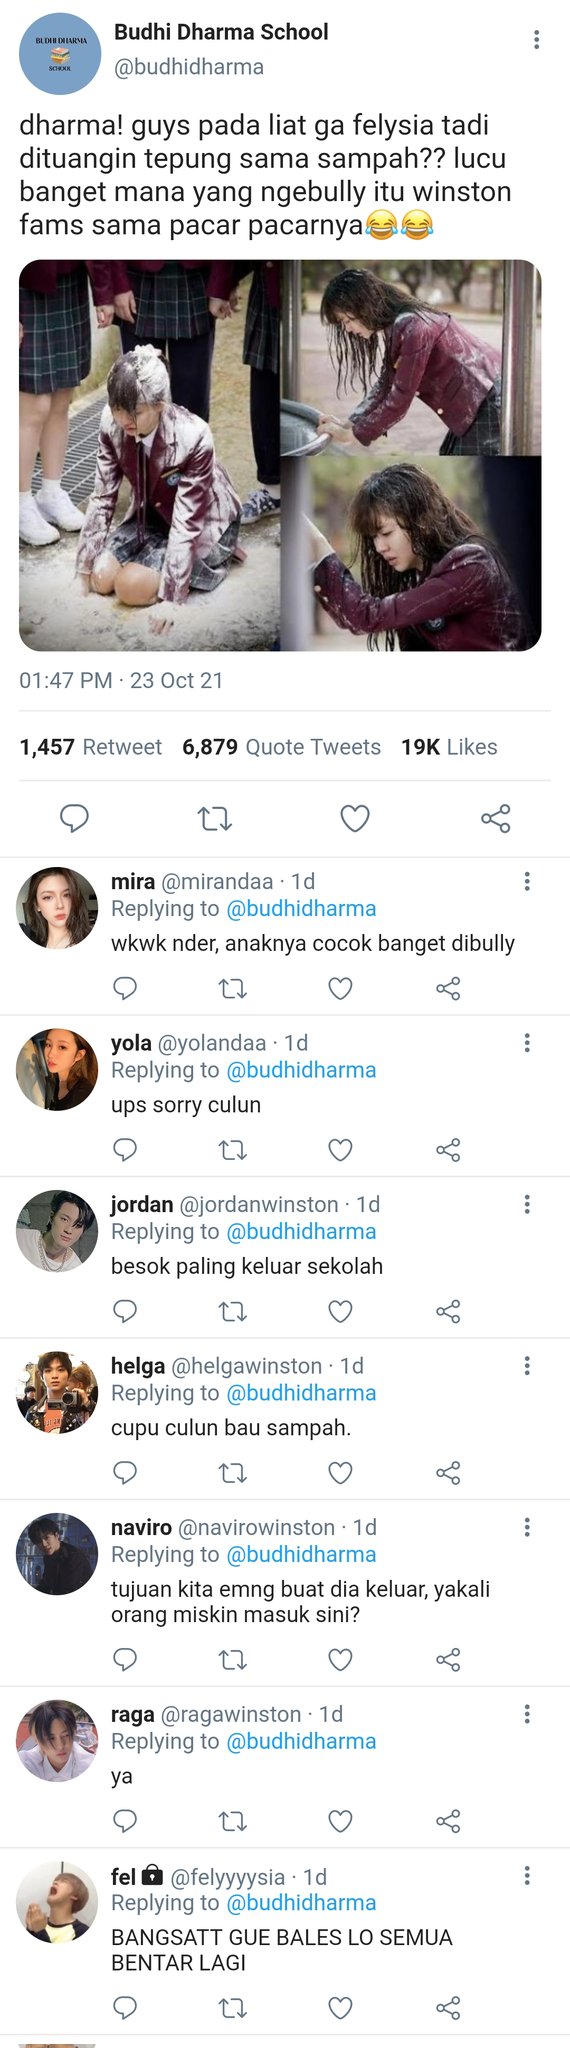 BUDHI DHARMA
SCHOOL
Budhi Dharma School
@budhidharma
dharma! guys pada liat ga felysia tadi
dituangin tepung sama sampah?? lucu
banget mana yang ngebully itu winston
fams sama pacar pacarnya😂😂
01:47 PM · 23 Oct 21
1,457 Retweet 6,879 Quote Tweets 19K Likes
mira @mirandaa · 1d
Replying to @budhidharma
wkwk nder, anaknya cocok banget dibully
yola @yolandaa · 1d
Replying to @budhidharma
ups sorry culun
jordan @jordanwinston · 1d
Replying to @budhidharma
besok paling keluar sekolah
helga @helgawinston · 1d
Replying to @budhidharma
cupu culun bau sampah.
naviro @navirowinston · 1d
Replying to @budhidharma
tujuan kita emng buat dia keluar, yakali
orang miskin masuk sini?
raga @ragawinston · 1d
Replying to @budhidharma
ya
fel @felyyyysia · 1d
Replying to @budhidharma
BANGSATT GUE BALES LO SEMUA
BENTAR LAGI